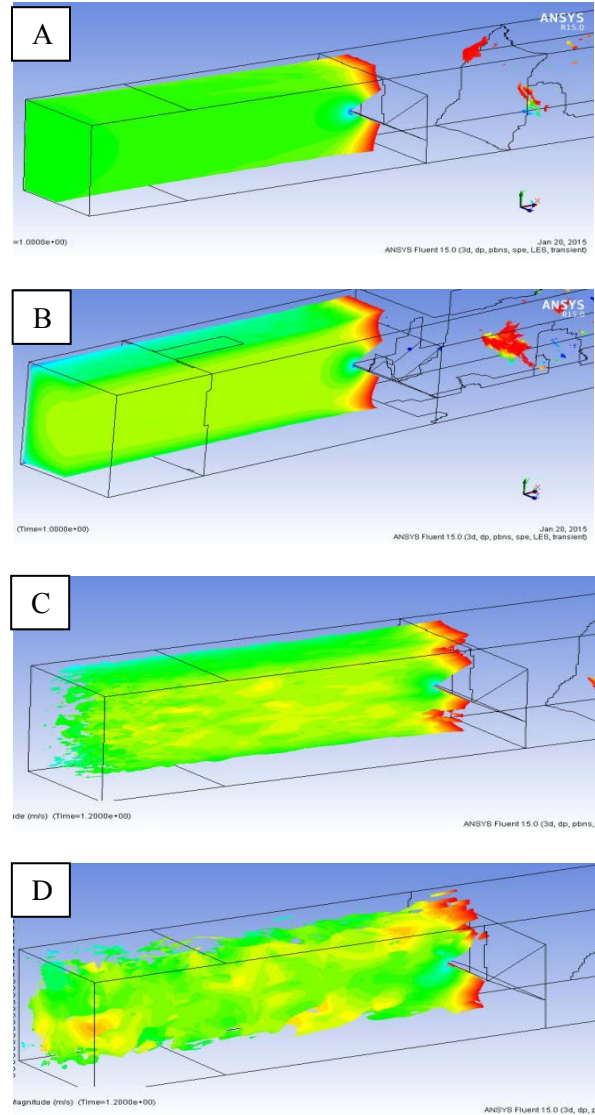 A
ANSYS
R15.0
=1.0000e+00)
Jan 20, 2015
ANSYS Fluent 15.0 (3d, dp, pbns, spe, LES, transient)
B
ANSYS
R15.0
(Time=1.0000e+00)
Jan 20, 2015
ANSYS Fluent 15.0 (3d, dp, pbns, spe, LES, transient)
C
ude (m/s) (Time=1.2000e+00)
ANSYS Fluent 15.0 (3d, dp, pbns,
D
Magnitude (m/s) (Time=1.2000e+00)
ANSYS Fluent 15.0 (3d, dp, p